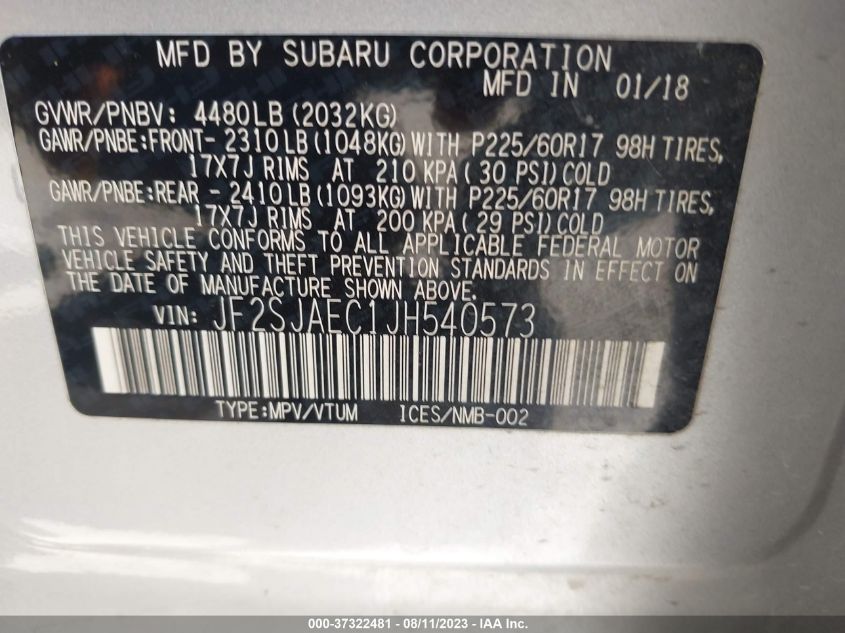 MFD BY SUBARU CORPORATION
MFD IN 01/18
GVWR/PNBV: 4480LB (2032KG)
GAWR/PNBE:FRONT- 2310LB(1048KG)WITH P225/60R17 98H TIRES,
17X7J RIMS AT 210 KPA( 30 PSI)COLD
GAWR/PNBE:REAR - 2410LB(1093KG)WITH P225/60R17 98H TIRES,
17X7J RIMS AT 200 KPA( 29 PSI)COLD
THIS VEHICLE CONFORMS TO ALL APPLICABLE FEDERAL MOTOR
VEHICLE SAFETY AND THEFT PREVENTION STANDARDS IN EFFECT ON
THE DATE OF MANUFACTURE SHOWN ABOVE.
VIN: JF2SJAEC1JH540573
TYPE:MPV/VTUM ICES/NMB-002
000-37322481 - 08/11/2023 - IAA Inc.